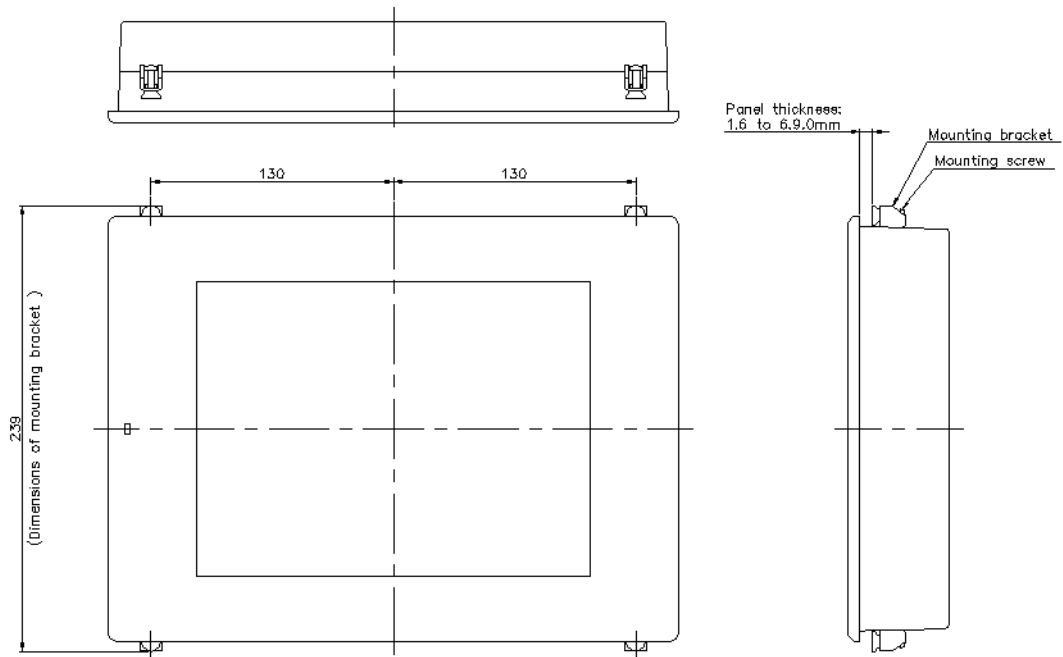 Panel thickness:
1.6 to 6.9.0mm
Mounting bracket
Mounting screw
130
130
239
(Dimensions of mounting bracket )